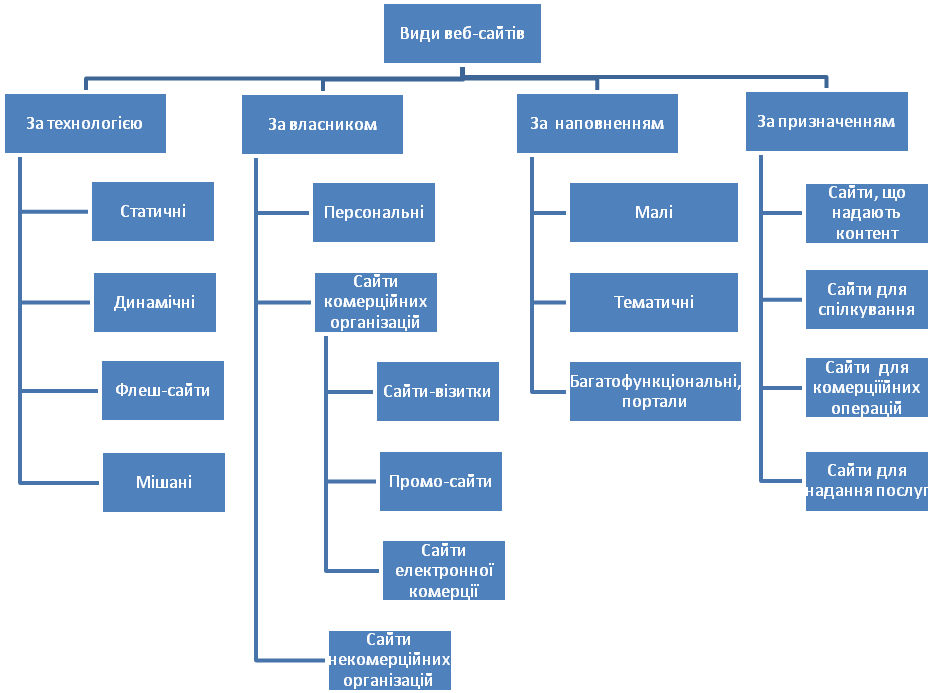 Види веб-сайтів
За технологією
Статичні
Динамічні
Флеш-сайти
Мішані
За власником
Персональні
Сайти
комерційних
організацій
Сайти-візитки
Промо-сайти
Сайти
електронної
комерції
Сайти
некомерційних
організацій
За наповненням
Малі
Тематичні
Багатофункціональні,
портали
За призначенням
Сайти, що
надають
контент
Сайти для
спілкування
Сайти для
комерціїйних
операцій
Сайти для
надання послуг